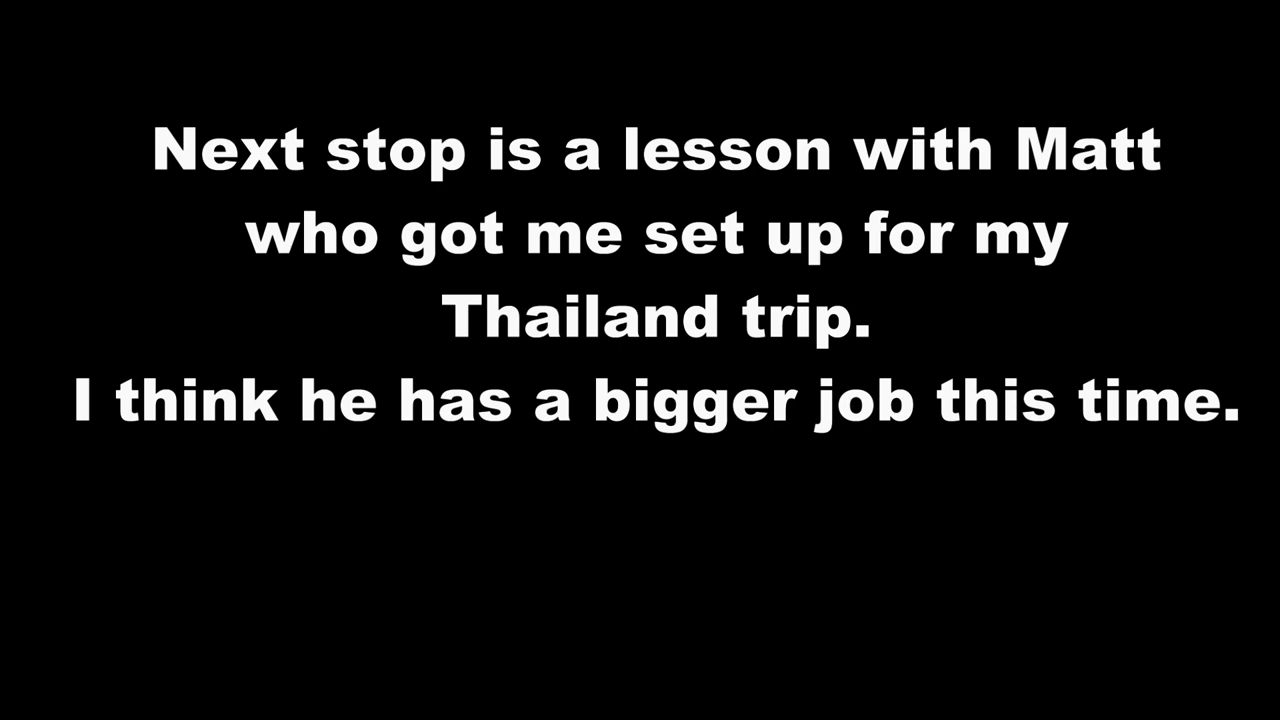 Next stop is a lesson with Matt
who got me set up for my
Thailand trip.
I think he has a bigger job this time.